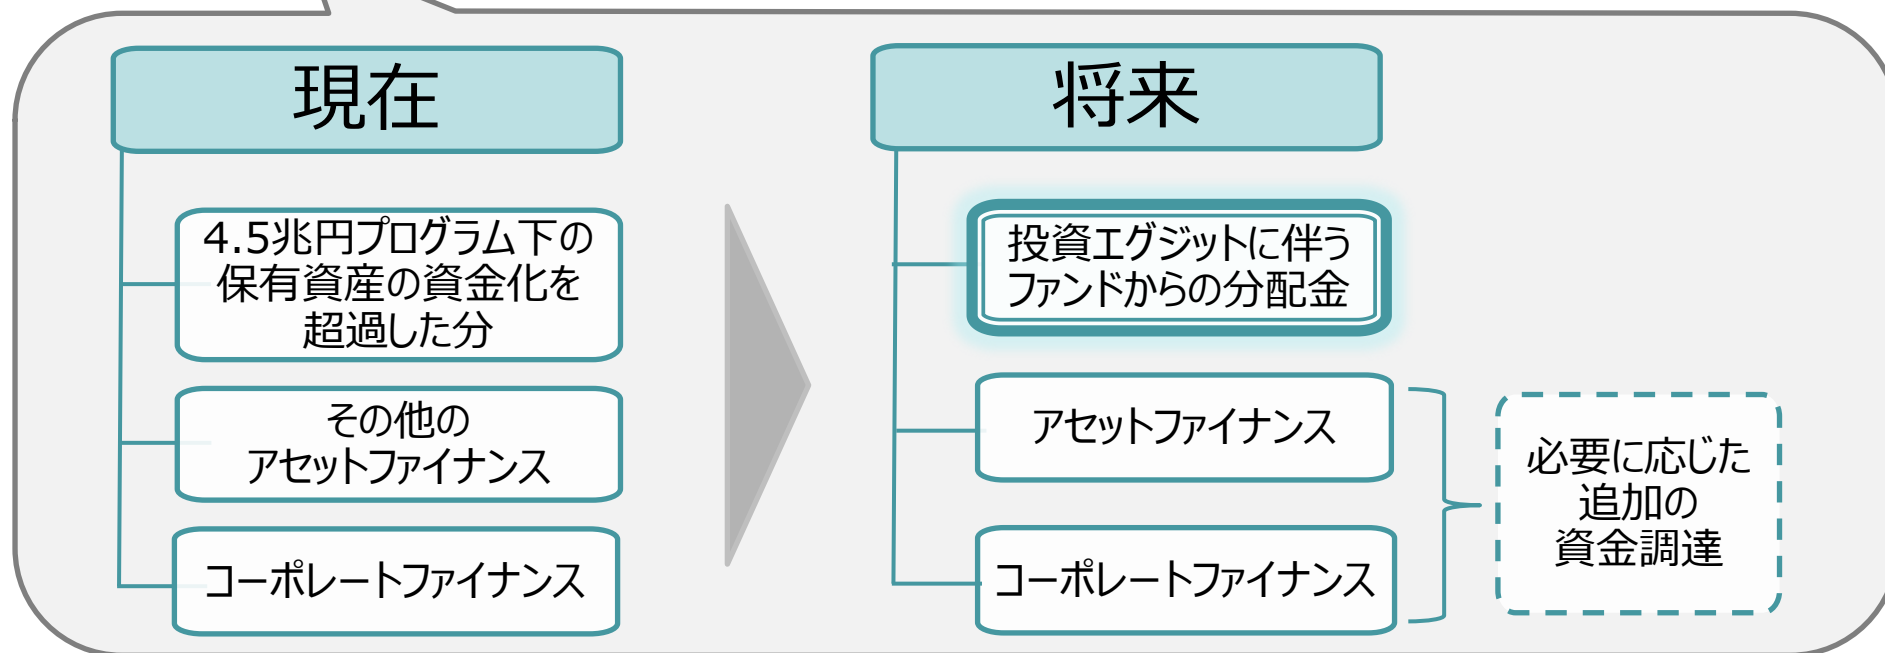 現在
4.5兆円プログラム下の
保有資産の資金化を
超過した分
その他の
アセットファイナンス
コーポレートファイナンス
将来
投資エグジットに伴う
ファンドからの分配金
アセットファイナンス
コーポレートファイナンス
必要に応じた
追加の
資金調達